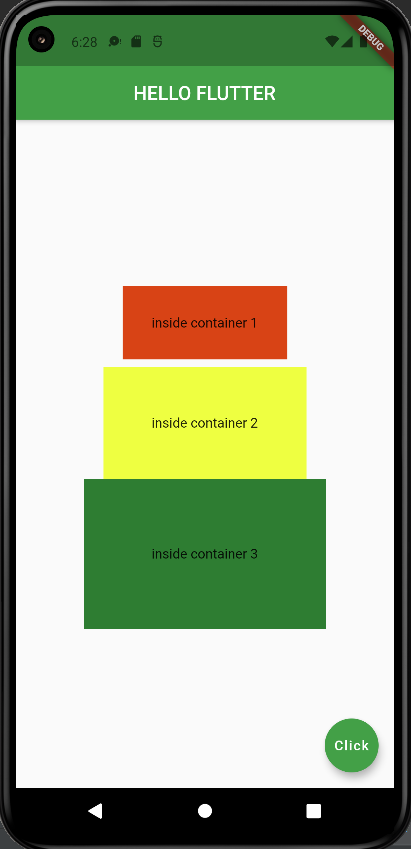 6:28
DEBUG
HELLO FLUTTER
inside container 1
inside container 2
inside container 3
Click